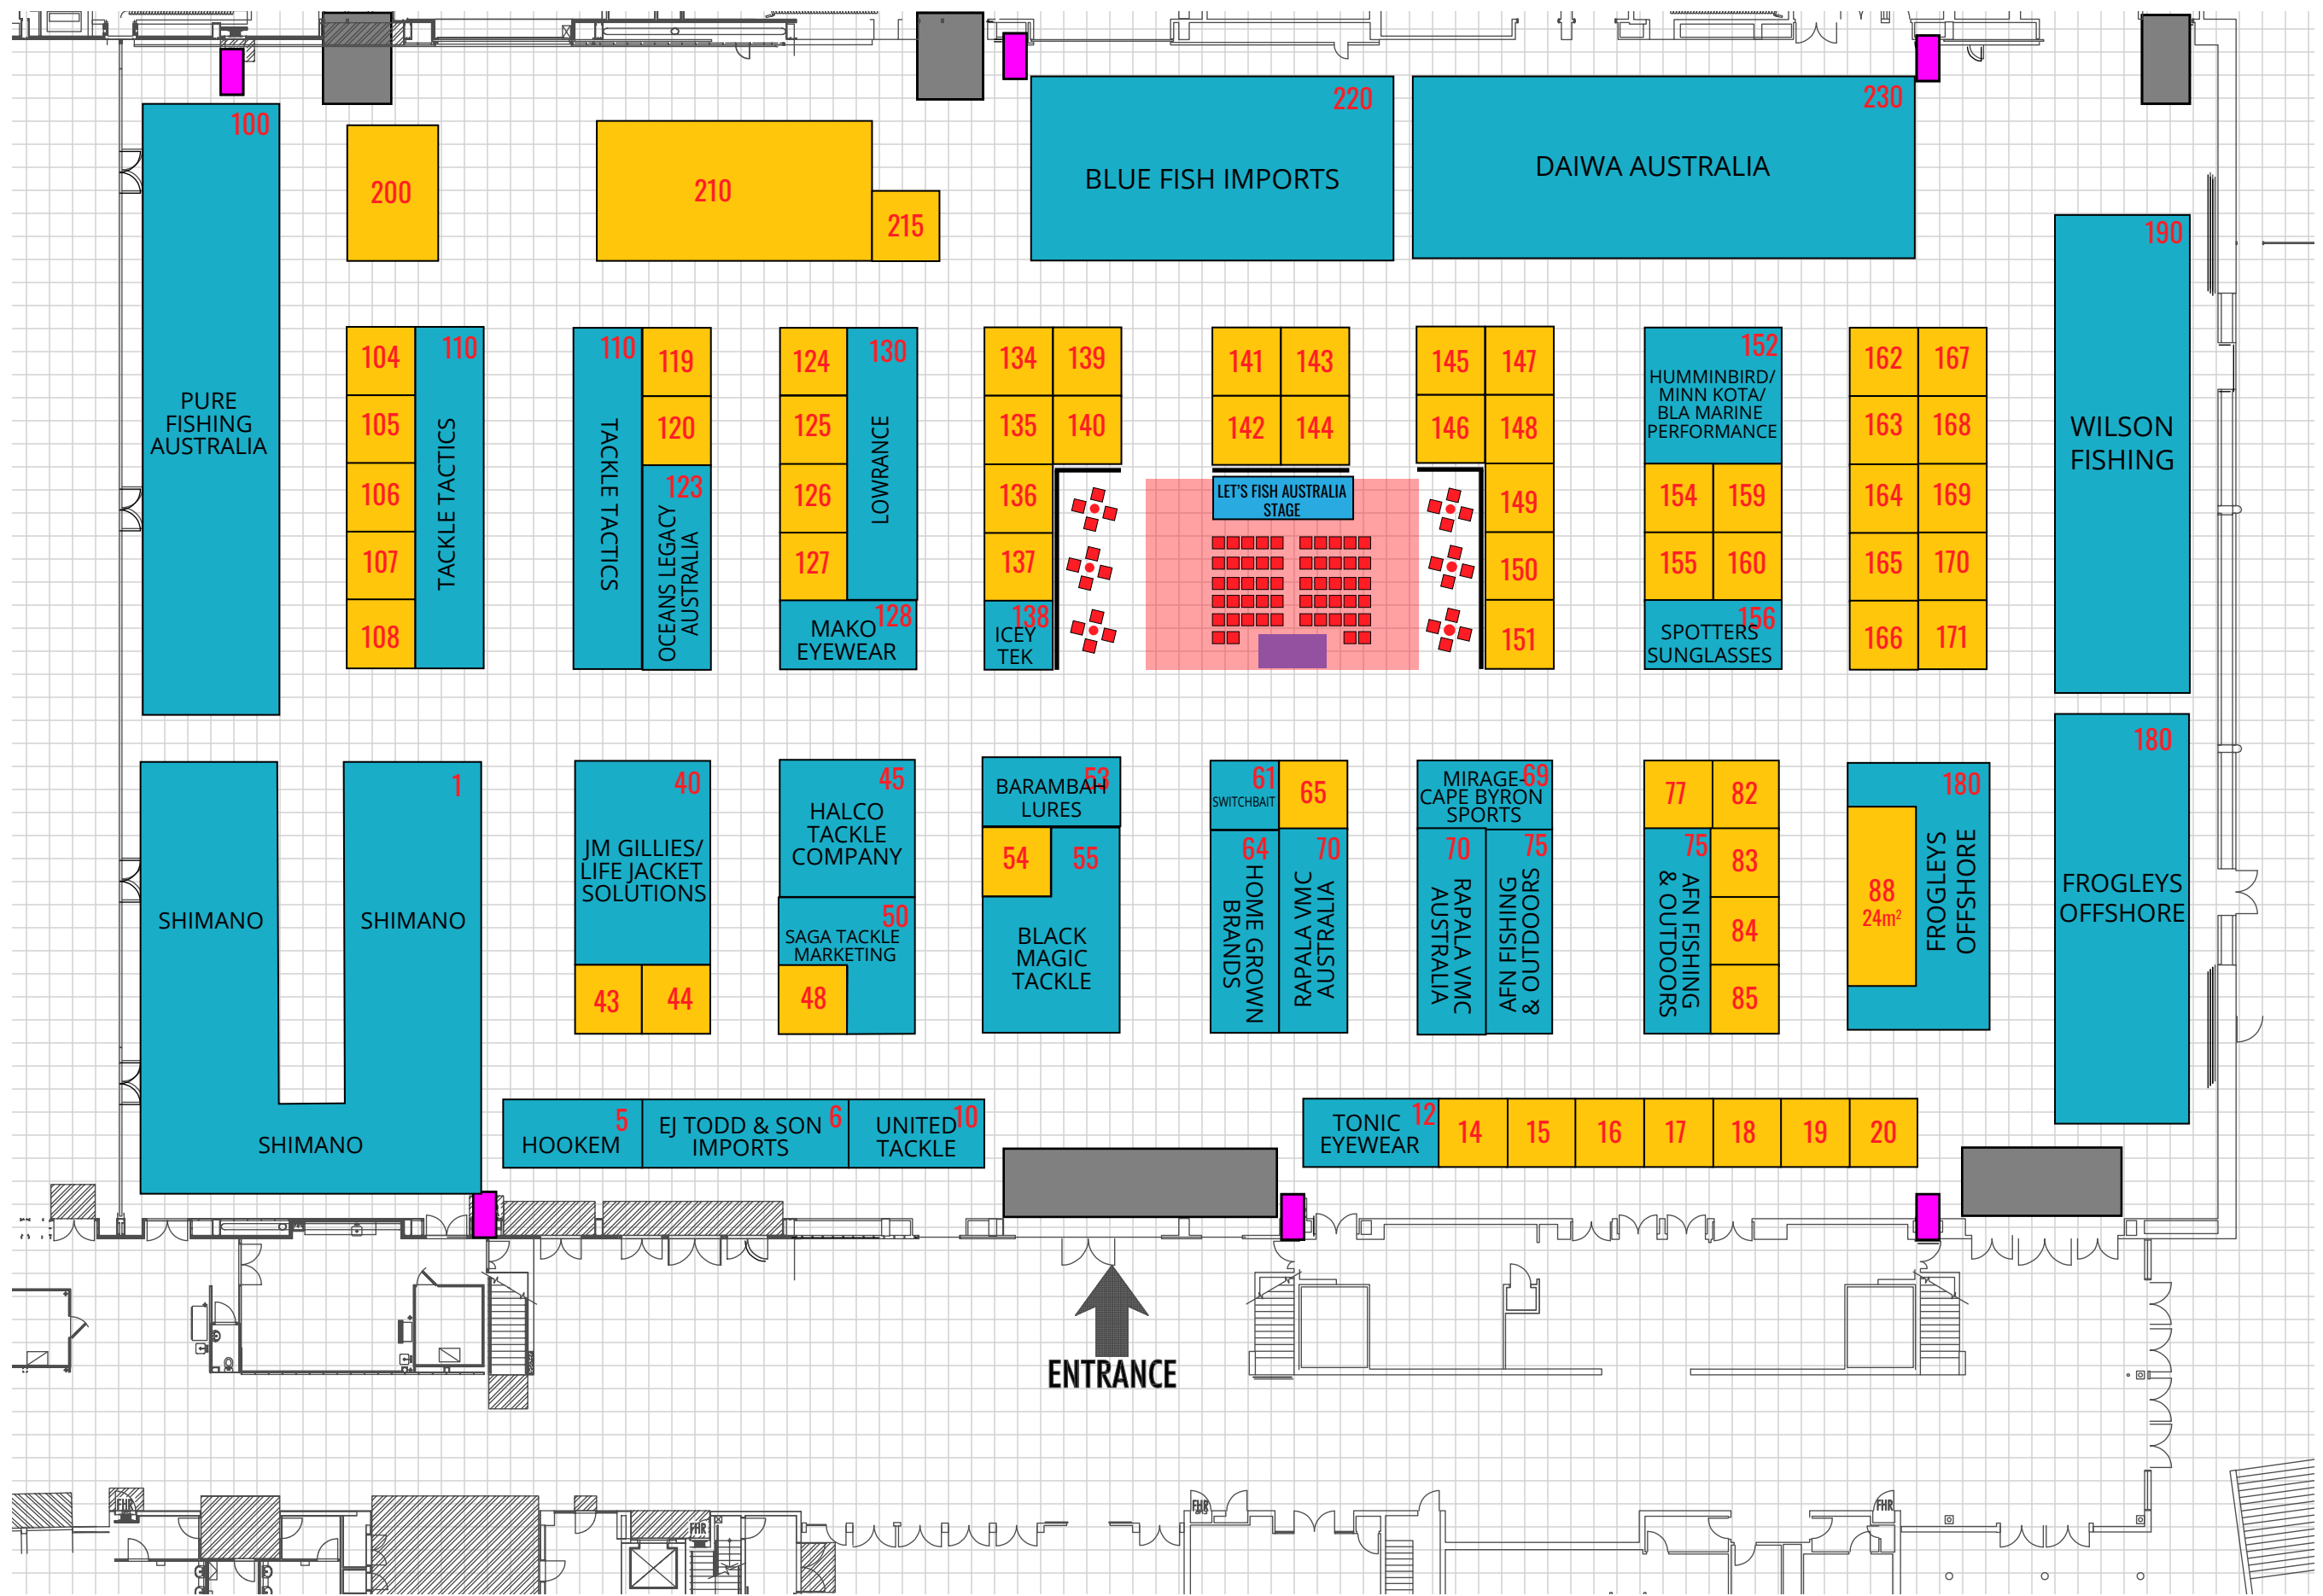 100
200
210
215
220
BLUE FISH IMPORTS
230
DAIWA AUSTRALIA
190
WILSON
FISHING
PURE
FISHING
AUSTRALIA
104
105
106
107
108
110
TACKLE TACTICS
110
TACKLE TACTICS
119
120
123
OCEANS LEGACY
AUSTRALIA
124
125
126
127
130
LOWRANCE
128
MAKO
EYEWEAR
134
139
135
140
136
137
138
ICEY
TEK
141
143
142
144
LET'S FISH AUSTRALIA
STAGE
145
147
146
148
149
150
151
152
HUMMINBIRD/
MINN KOTA/
BLA MARINE
PERFORMANCE
154
159
155
160
156
SPOTTERS
SUNGLASSES
162
167
163
168
164
169
165
170
166
171
1
SHIMANO
SHIMANO
SHIMANO
40
JM GILLIES/
LIFE JACKET
SOLUTIONS
43
44
45
HALCO
TACKLE
COMPANY
50
SAGA TACKLE
MARKETING
48
53
BARAMBAH
LURES
54
55
BLACK
MAGIC
TACKLE
61
SWITCHBAIT
65
64
HOME GROWN
BRANDS
70
RAPALA VMC
AUSTRALIA
69
MIRAGE-
CAPE BYRON
SPORTS
70
RAPALA VMC
AUSTRALIA
75
AFN FISHING
& OUTDOORS
77
82
75
AFN FISHING
& OUTDOORS
83
84
85
180
FROGLEYS
OFFSHORE
88
24m²
180
FROGLEYS
OFFSHORE
5
HOOKEM
6
EJ TODD & SON
IMPORTS
10
UNITED
TACKLE
12
TONIC
EYEWEAR
14
15
16
17
18
19
20
ENTRANCE
FHR
FHR
FHR
FHR